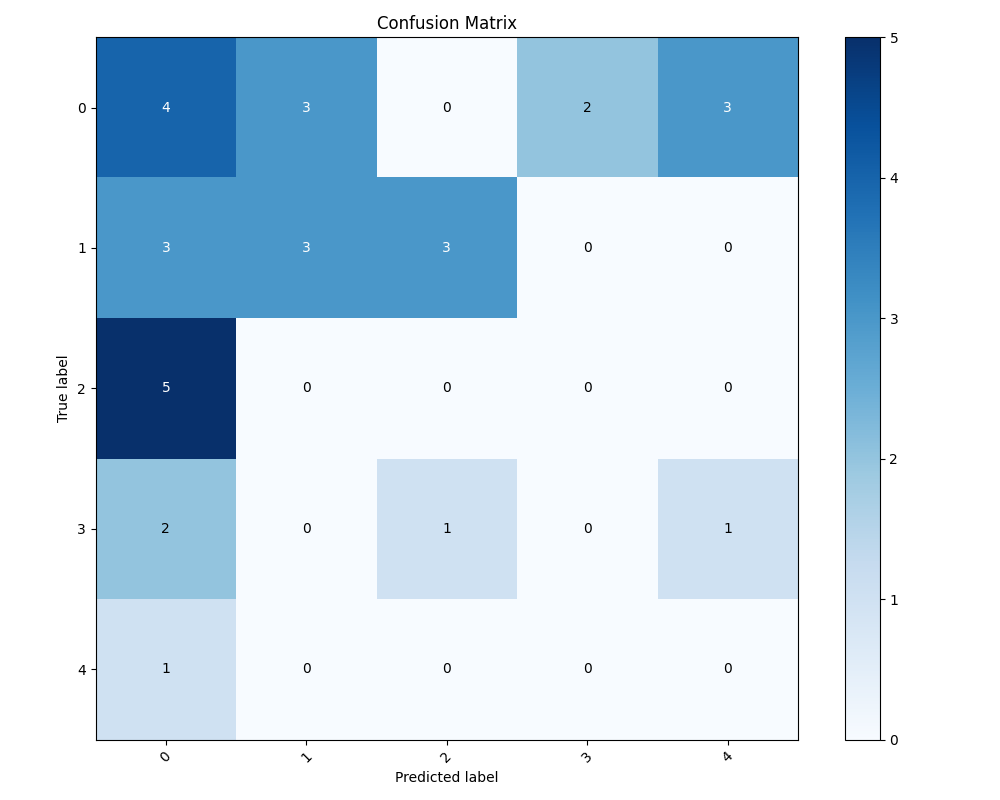 Confusion Matrix
0 4 3 0 2 3
1 3 3 3 0 0
2 5 0 0 0 0
3 2 0 1 0 1
4 1 0 0 0 0
0 1 2 3 4
True label
Predicted label
5
4
3
2
1
0